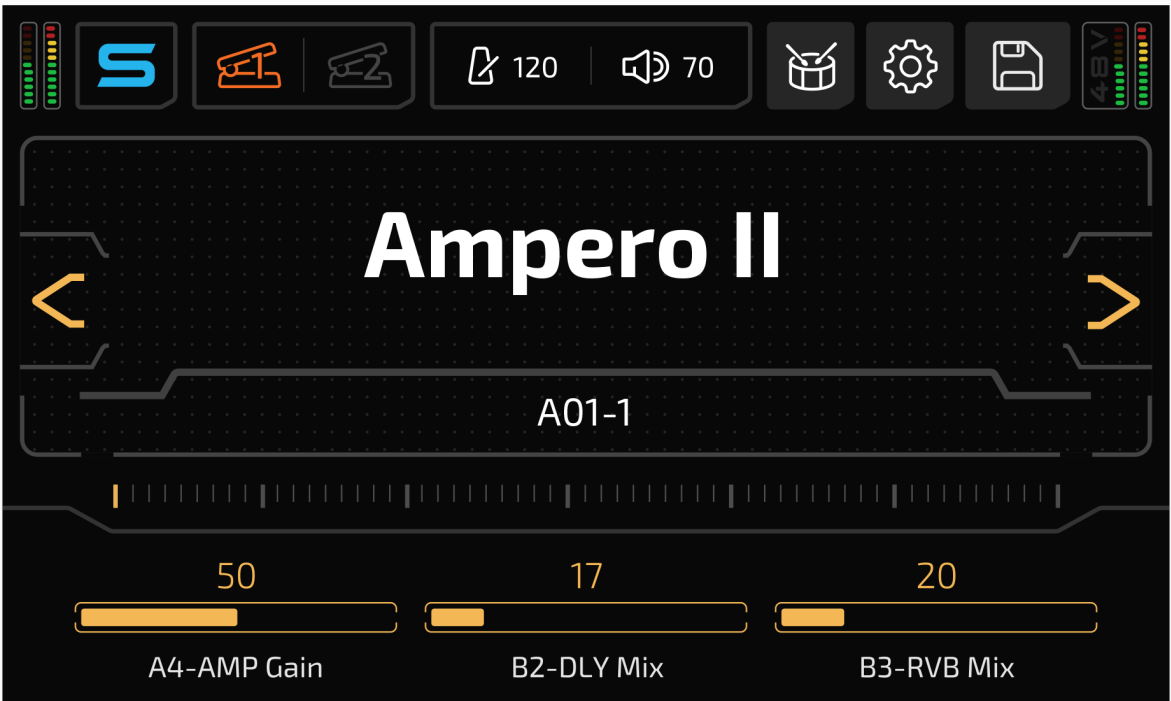 S
1
2
120
70
48V
Ampero II
A01-1
50
17
20
A4-AMP Gain
B2-DLY Mix
B3-RVB Mix